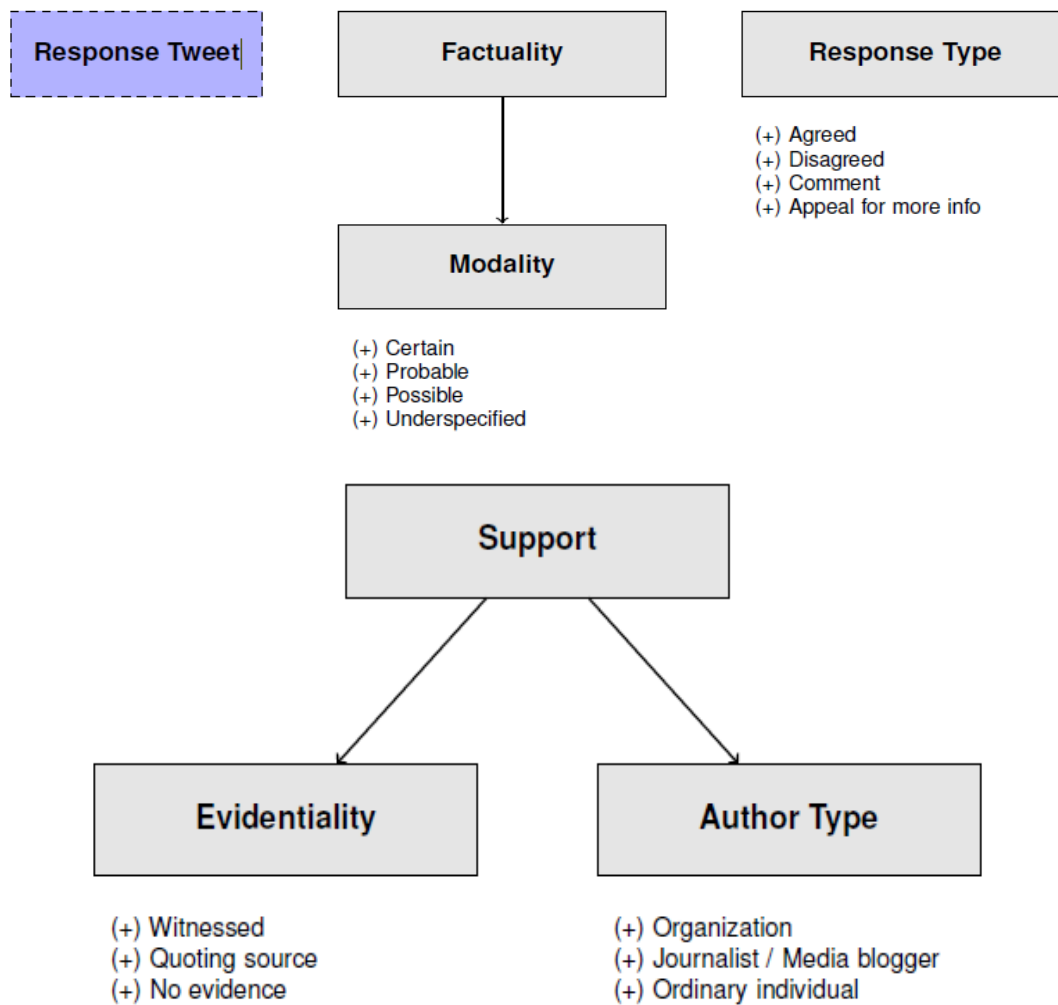 Response Tweet
Factuality
Response Type
(+) Agreed
(+) Disagreed
(+) Comment
(+) Appeal for more info
Modality
(+) Certain
(+) Probable
(+) Possible
(+) Underspecified
Support
Evidentiality
Author Type
(+) Witnessed
(+) Quoting source
(+) No evidence
(+) Organization
(+) Journalist / Media blogger
(+) Ordinary individual